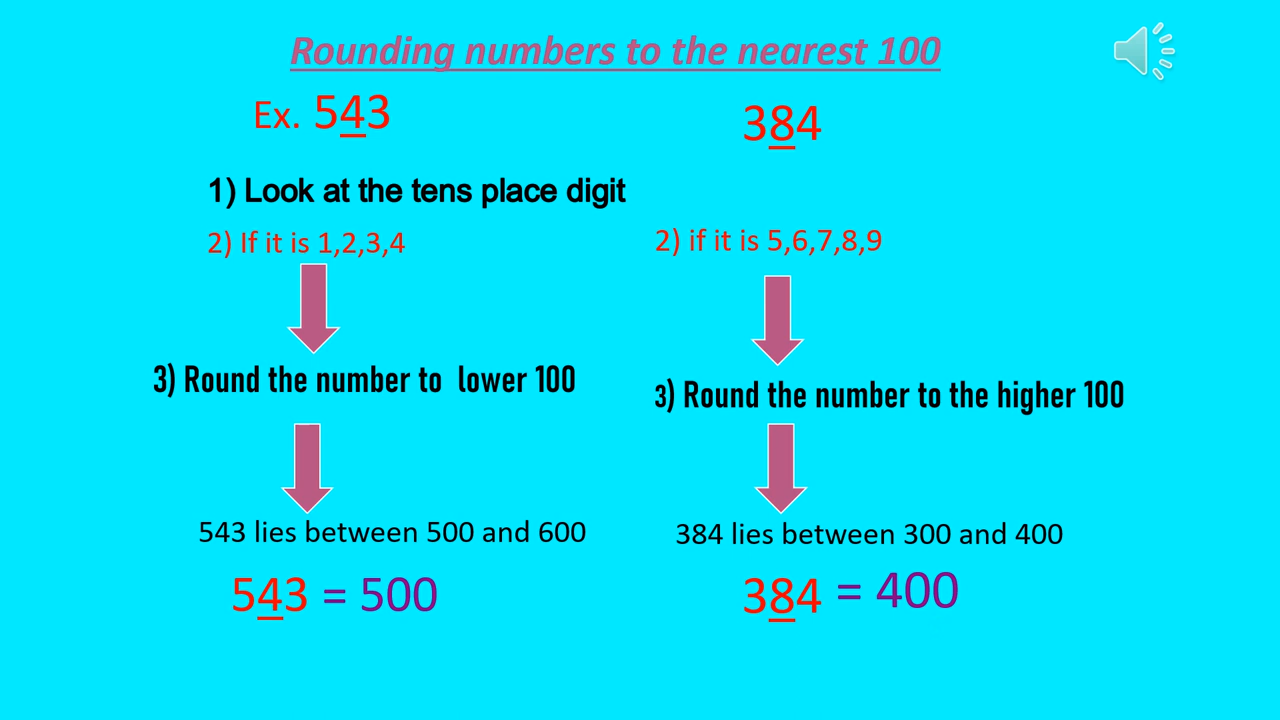 Rounding numbers to the nearest 100
Ex. 543
384
1) Look at the tens place digit
2) If it is 1,2,3,4
2) if it is 5,6,7,8,9
3) Round the number to lower 100
3) Round the number to the higher 100
543 lies between 500 and 600
384 lies between 300 and 400
543 = 500
384 = 400